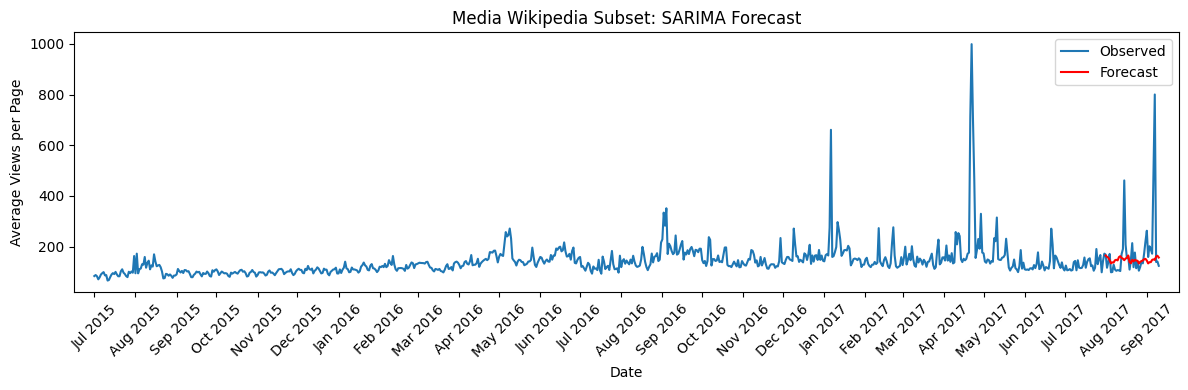 Media Wikipedia Subset: SARIMA Forecast
Observed
Forecast
Average Views per Page
1000
800
600
400
200
Jul 2015
Aug 2015
Sep 2015
Oct 2015
Nov 2015
Dec 2015
Jan 2016
Feb 2016
Mar 2016
Apr 2016
May 2016
Jun 2016
Jul 2016
Aug 2016
Sep 2016
Oct 2016
Nov 2016
Dec 2016
Jan 2017
Feb 2017
Mar 2017
Apr 2017
May 2017
Jun 2017
Jul 2017
Aug 2017
Sep 2017
Date